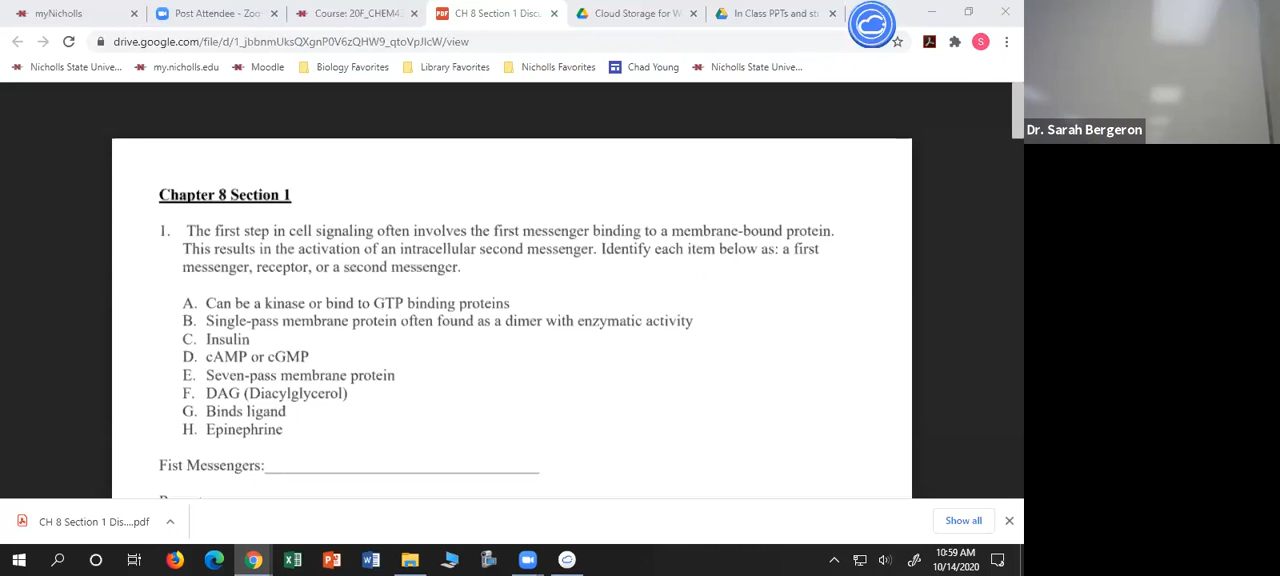 myNicholls
Post Attendee - Zoo
Course: 20F_CHEM4
CH 8 Section 1 Disc
Cloud Storage for W
In Class PPTs and st
drive.google.com/file/d/1_jbbnmUksQXgnP0V6zQHW9_qtoVpJlcW/view
S
Nicholls State Unive...
my.nicholls.edu
Moodle
Biology Favorites
Library Favorites
Nicholls Favorites
Chad Young
Nicholls State Unive...
Dr. Sarah Bergeron
Chapter 8 Section 1
1. The first step in cell signaling often involves the first messenger binding to a membrane-bound protein.
This results in the activation of an intracellular second messenger. Identify each item below as: a first
messenger, receptor, or a second messenger.
A. Can be a kinase or bind to GTP binding proteins
B. Single-pass membrane protein often found as a dimer with enzymatic activity
C. Insulin
D. cAMP or cGMP
E. Seven-pass membrane protein
F. DAG (Diacylglycerol)
G. Binds ligand
H. Epinephrine
Fist Messengers:
CH 8 Section 1 Dis....pdf
Show all
10:59 AM
10/14/2020